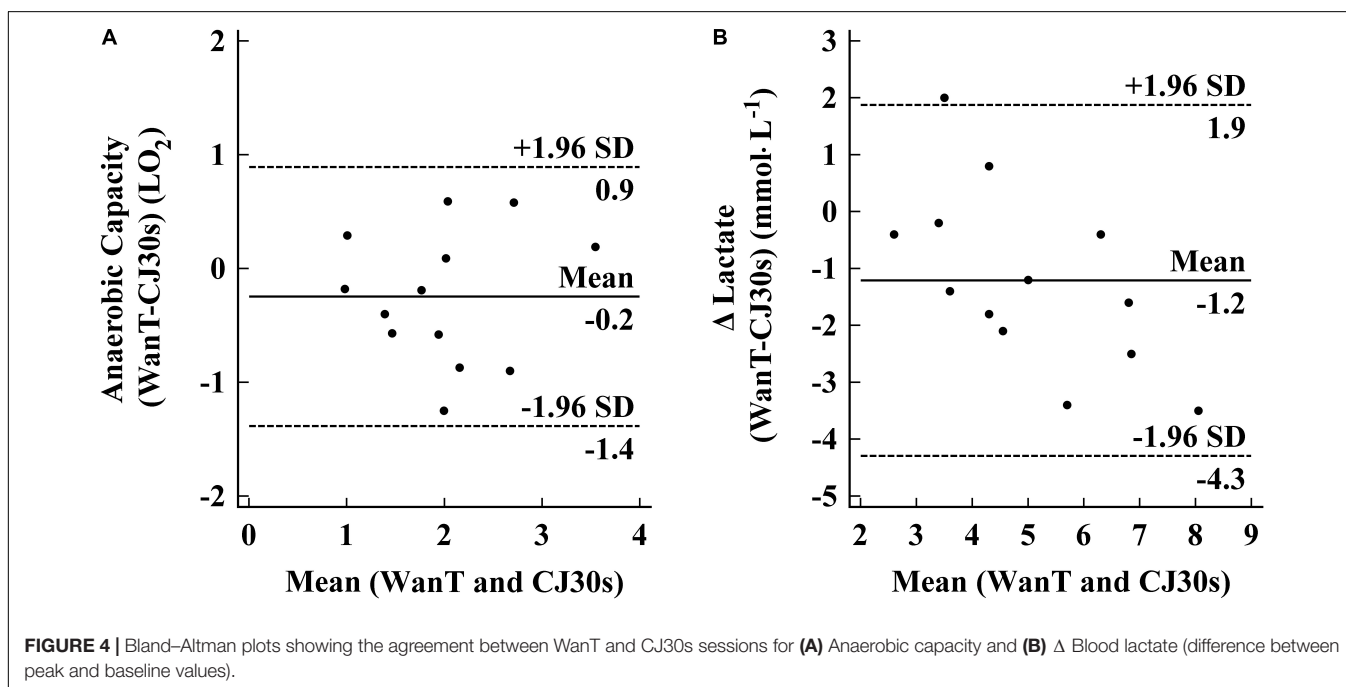 A
Anaerobic Capacity
(WanT-CJ30s) (LO₂)
2
1
0
-1
-2
+1.96 SD
0.9
Mean
-0.2
-1.96 SD
-1.4
0 1 2 3 4
Mean (WanT and CJ30s)
B
Δ Lactate
(WanT-CJ30s) (mmol· L⁻¹)
3
2
1
0
-1
-2
-3
-4
-5
+1.96 SD
1.9
Mean
-1.2
-1.96 SD
-4.3
2 3 4 5 6 7 8 9
Mean (WanT and CJ30s)
FIGURE 4 | Bland–Altman plots showing the agreement between WanT and CJ30s sessions for (A) Anaerobic capacity and (B) Δ Blood lactate (difference between
peak and baseline values).